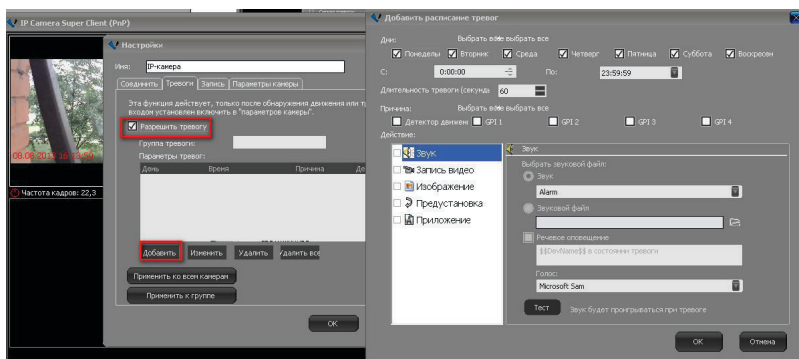 IP Camera Super Client (PnP)
Частота кадров: 22,3
Настройки
Имя:
IP-камера
Соединить Тревоги Запись Параметры камеры
Эта функция действует, только после обнаружения движения или
входом установлен включить в "параметров камеры".
Разрешить тревогу
Группа тревоги:
Параметры тревог:
День Время Причина
Добавить Изменить Удалить Удалить все
Применить ко всем камерам
Применить к группе
OK
Добавить расписание тревог
Дни: Выбрать все выбрать все
Понеделы Вторник Среда Четверг Пятница Суббота Воскресен
С: 0:00:00 По: 23:59:59
Длительность тревоги (секунды 60
Причина: Выбрать все выбрать все
Детектор движен GPI 1 GPI 2 GPI 3 GPI 4
Действие:
Звук
Запись видео
Изображение
Предустановка
Приложение
Звук:
Выбрать звуковой файл:
Звук
Alarm
Звуковой файл
Речевое оповещение
$$DevName$$ в состоянии тревоги
Голос:
Microsoft Sam
Тест Звук будет проигрываться при тревоге
OK Отмена